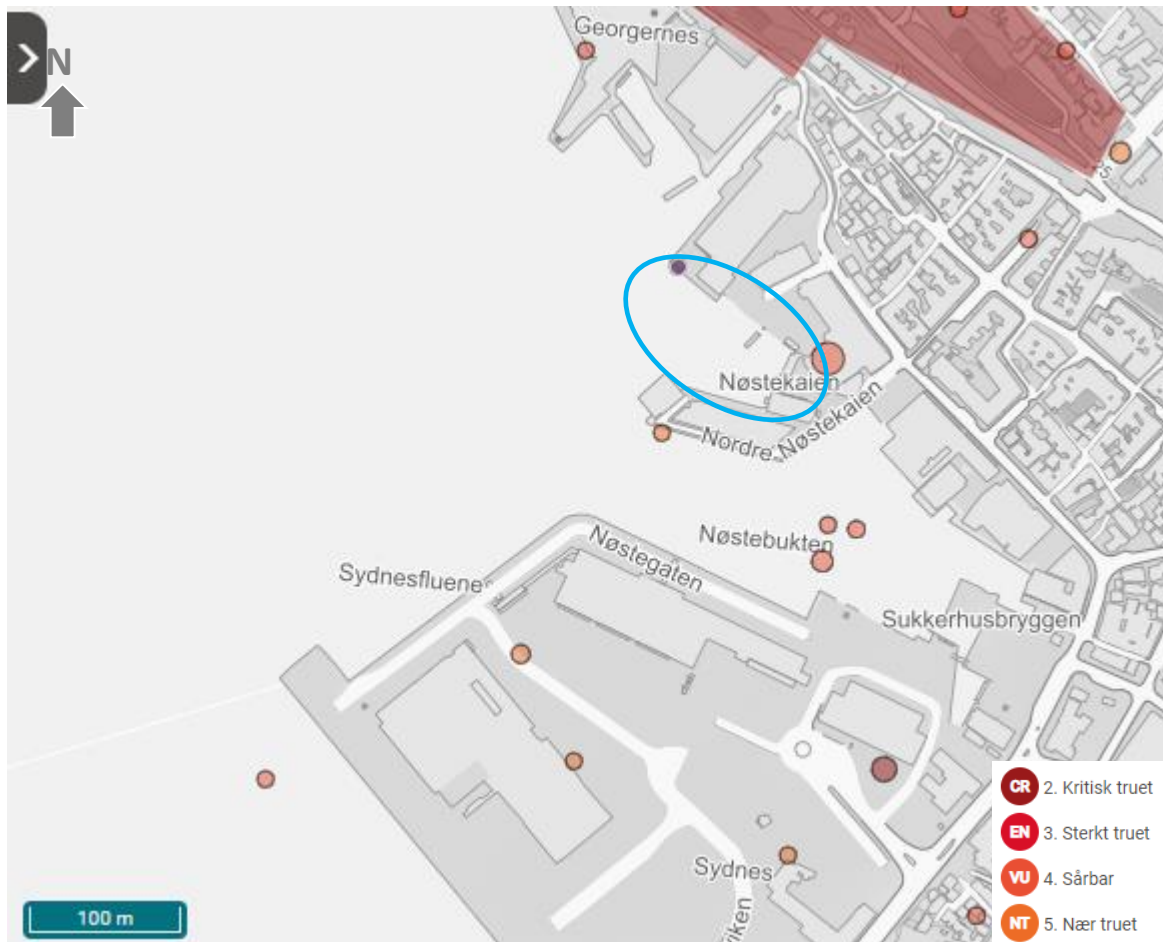 Georgernes
N
Nøstekaien
Nordre Nøstekaien
Nøstebukten
Nøstegaten
Sydnesfluene
Sukkerhusbryggen
Sydnes
100 m
CR 2. Kritisk truet
EN 3. Sterkt truet
VU 4. Sårbar
NT 5. Nær truet